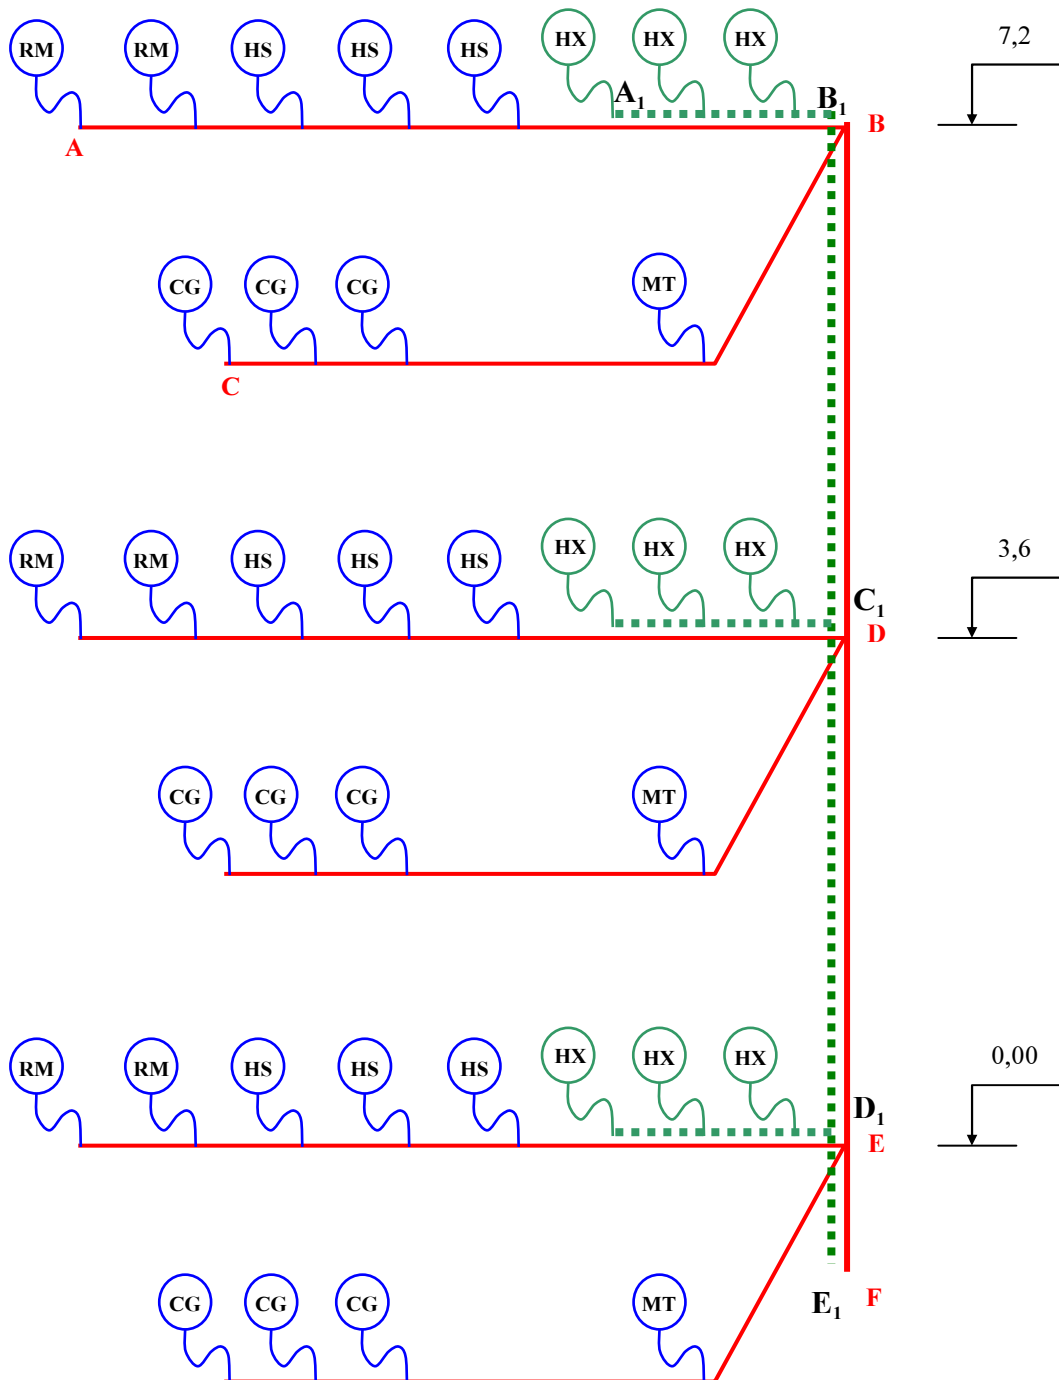 RM RM HS HS HS HX HX HX 7,2
A1 B1
A B
CG CG CG MT
C
RM RM HS HS HS HX HX HX 3,6
C1
D
CG CG CG MT
RM RM HS HS HS HX HX HX 0,00
D1
E
CG CG CG MT E1 F